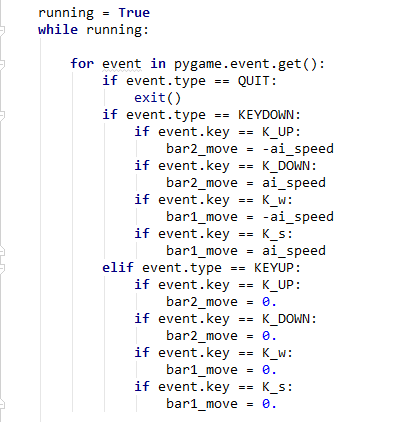 running = True
while running:
    for event in pygame.event.get():
        if event.type == QUIT:
            exit()
        if event.type == KEYDOWN:
            if event.key == K_UP:
                bar2_move = -ai_speed
            if event.key == K_DOWN:
                bar2_move = ai_speed
            if event.key == K_w:
                bar1_move = -ai_speed
            if event.key == K_s:
                bar1_move = ai_speed
        elif event.type == KEYUP:
            if event.key == K_UP:
                bar2_move = 0.
            if event.key == K_DOWN:
                bar2_move = 0.
            if event.key == K_w:
                bar1_move = 0.
            if event.key == K_s:
                bar1_move = 0.